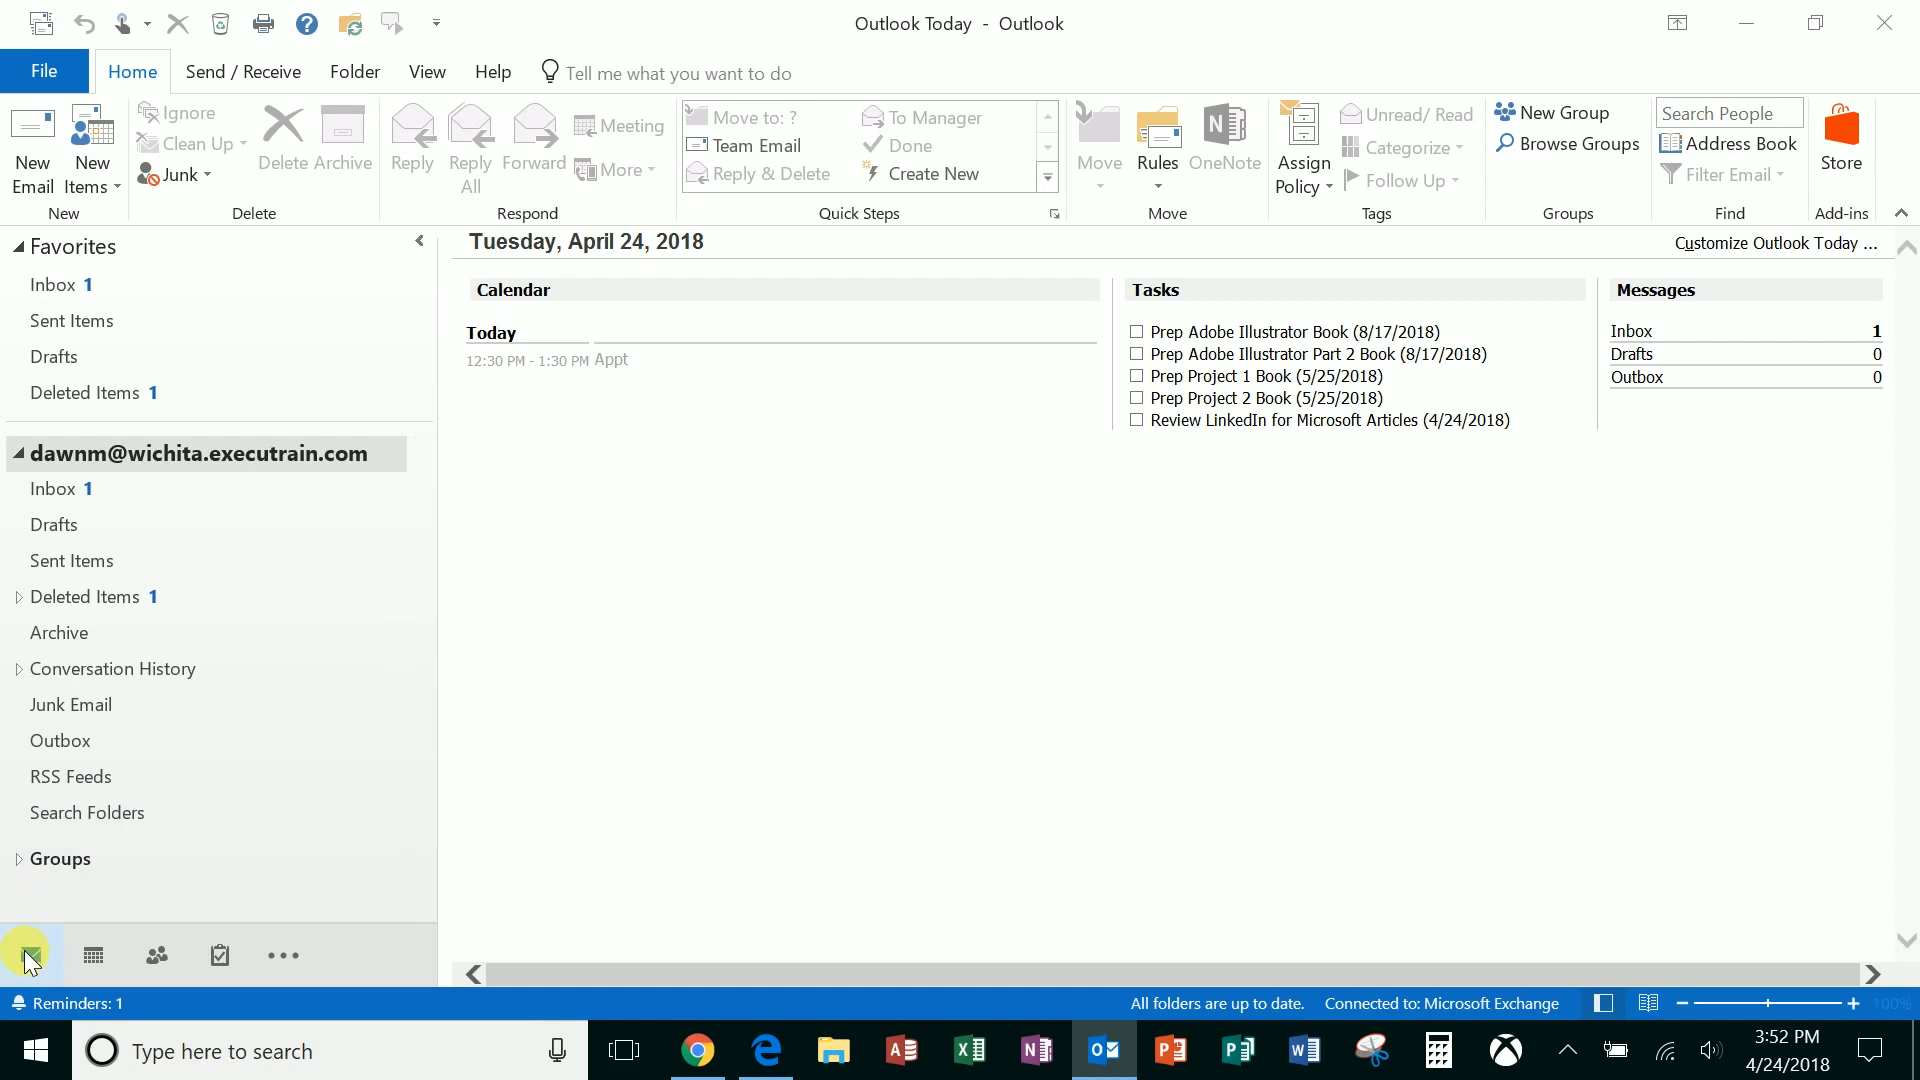 Outlook Today - Outlook
File Home Send / Receive Folder View Help Tell me what you want to do
New Email
New Items
New
Ignore
Clean Up
Junk
Delete
Archive
Delete
Reply
Reply All
Forward
Meeting
More
Respond
Move to: ?
Team Email
Reply & Delete
To Manager
Done
Create New
Quick Steps
Move
Rules
OneNote
Move
Assign Policy
Unread/ Read
Categorize
Follow Up
Tags
New Group
Browse Groups
Groups
Search People
Address Book
Filter Email
Find
Store
Add-ins
Favorites
Inbox 1
Sent Items
Drafts
Deleted Items 1
dawnm@wichita.executrain.com
Inbox 1
Drafts
Sent Items
Deleted Items 1
Archive
Conversation History
Junk Email
Outbox
RSS Feeds
Search Folders
Groups
Tuesday, April 24, 2018
Customize Outlook Today ...
Calendar
Today
12:30 PM - 1:30 PM Appt
Tasks
Prep Adobe Illustrator Book (8/17/2018)
Prep Adobe Illustrator Part 2 Book (8/17/2018)
Prep Project 1 Book (5/25/2018)
Prep Project 2 Book (5/25/2018)
Review LinkedIn for Microsoft Articles (4/24/2018)
Messages
Inbox 1
Drafts 0
Outbox 0
Reminders: 1
All folders are up to date. Connected to: Microsoft Exchange 100%
Type here to search
3:52 PM
4/24/2018